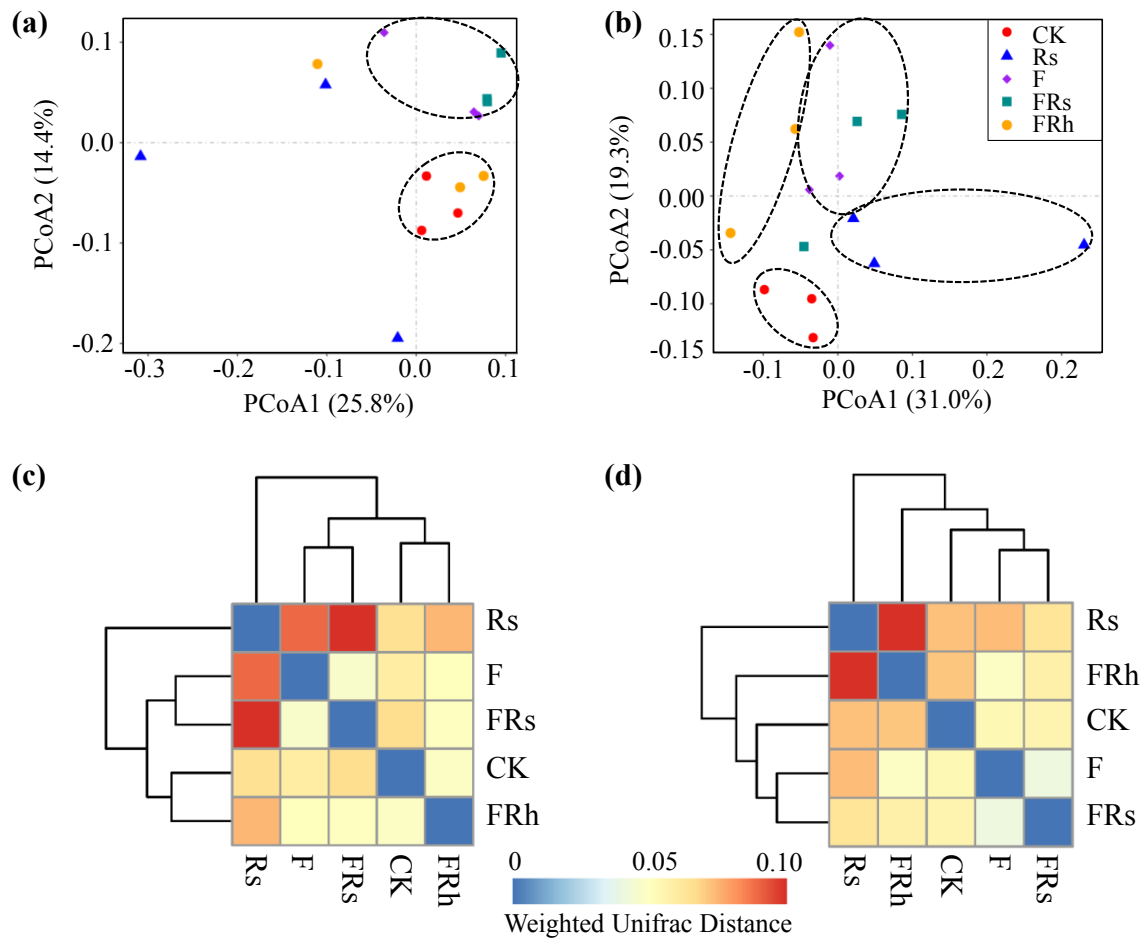 (a)
0.1
0.0
-0.1
-0.2
PCoA2 (14.4%)
-0.3
-0.2
-0.1
0.0
0.1
PCoA1 (25.8%)
(b)
0.15
0.10
0.05
0.00
-0.05
-0.10
-0.15
PCoA2 (19.3%)
CK
Rs
F
FRs
FRh
-0.1
0.0
0.1
0.2
0.2
PCoA1 (31.0%)
(c)
Rs
F
FRs
CK
FRh
Rs
F
FRs
CK
FRh
(d)
Rs
FRh
CK
F
FRs
Rs
FRh
CK
F
FRs
0
0.05
0.10
Weighted Unifrac Distance